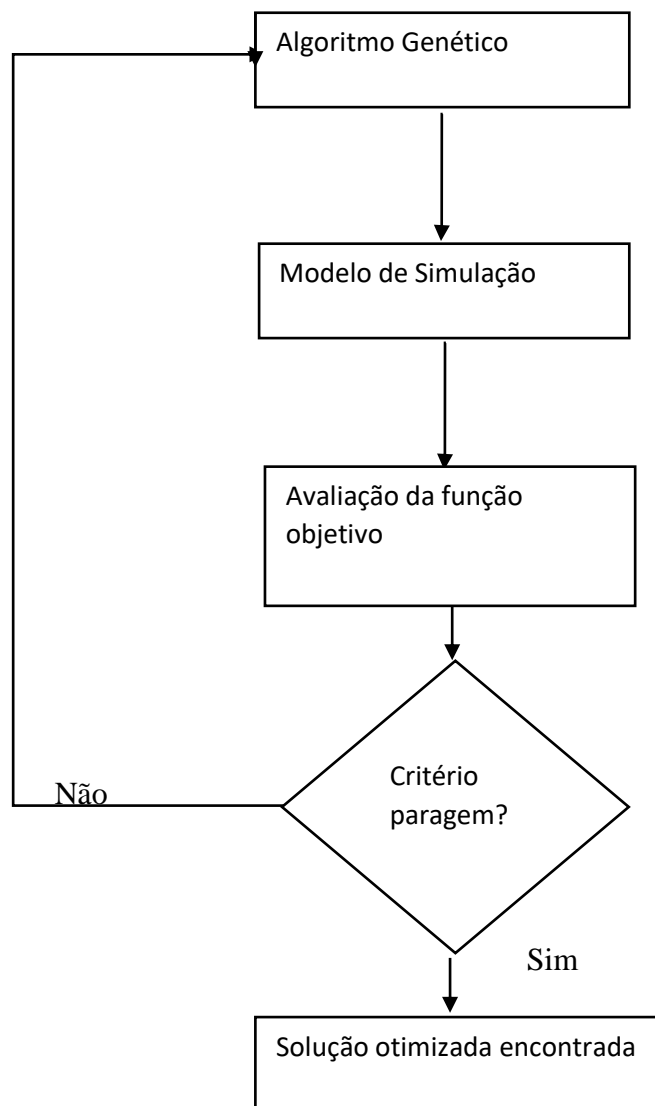 Algoritmo Genético
Modelo de Simulação
Avaliação da função
objetivo
Critério
paragem?
Não
Sim
Solução otimizada encontrada